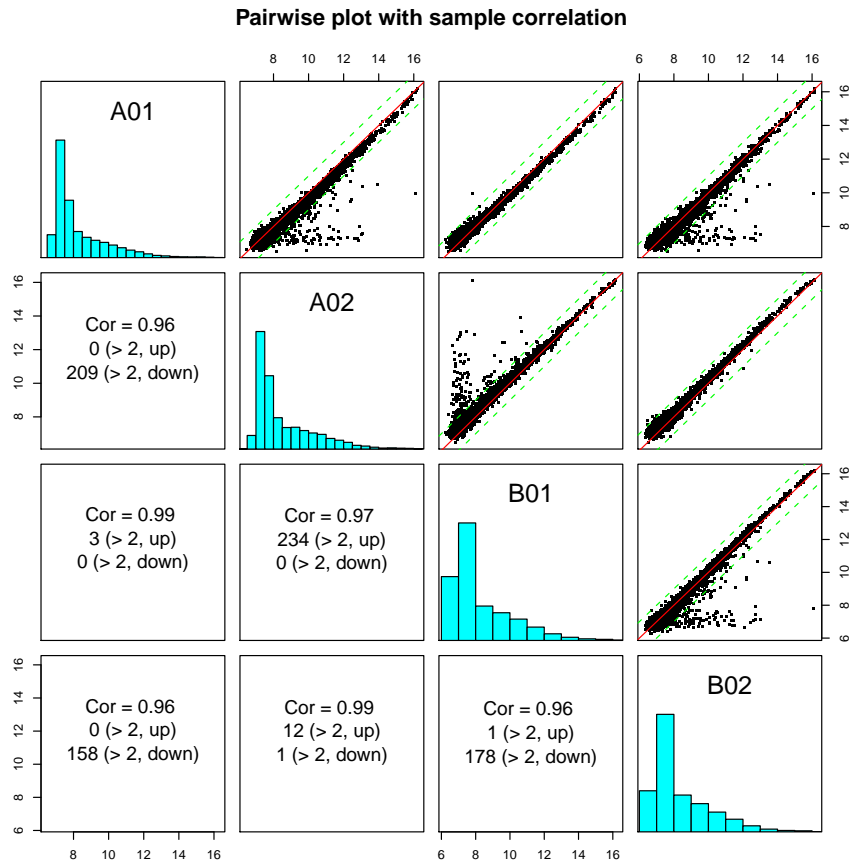 Pairwise plot with sample correlation
8 10 12 14 16
6 8 10 12 14 16
A01
8 10 12 14 16
8 10 12 14 16
Cor = 0.96
0 (> 2, up)
209 (> 2, down)
A02
Cor = 0.99
3 (> 2, up)
0 (> 2, down)
Cor = 0.97
234 (> 2, up)
0 (> 2, down)
B01
6 8 10 12 14 16
6 8 10 12 14 16
Cor = 0.96
0 (> 2, up)
158 (> 2, down)
Cor = 0.99
12 (> 2, up)
1 (> 2, down)
Cor = 0.96
1 (> 2, up)
178 (> 2, down)
B02
8 10 12 14 16
6 8 10 12 14 16